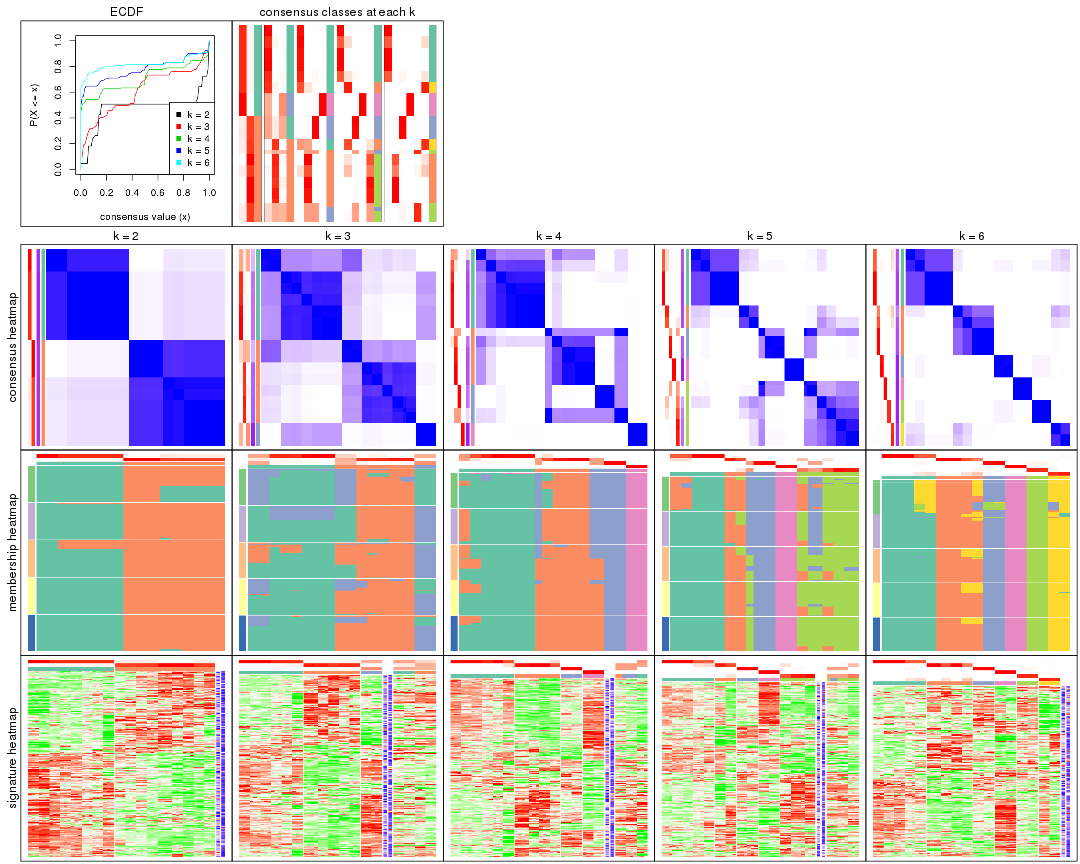 ECDF
consensus classes at each k
P(X <= x)
0.0 0.2 0.4 0.6 0.8 1.0
k = 2
k = 3
k = 4
k = 5
k = 6
0.0 0.2 0.4 0.6 0.8 1.0
consensus value (x)
k = 2
k = 3
k = 4
k = 5
k = 6
consensus heatmap
membership heatmap
signature heatmap